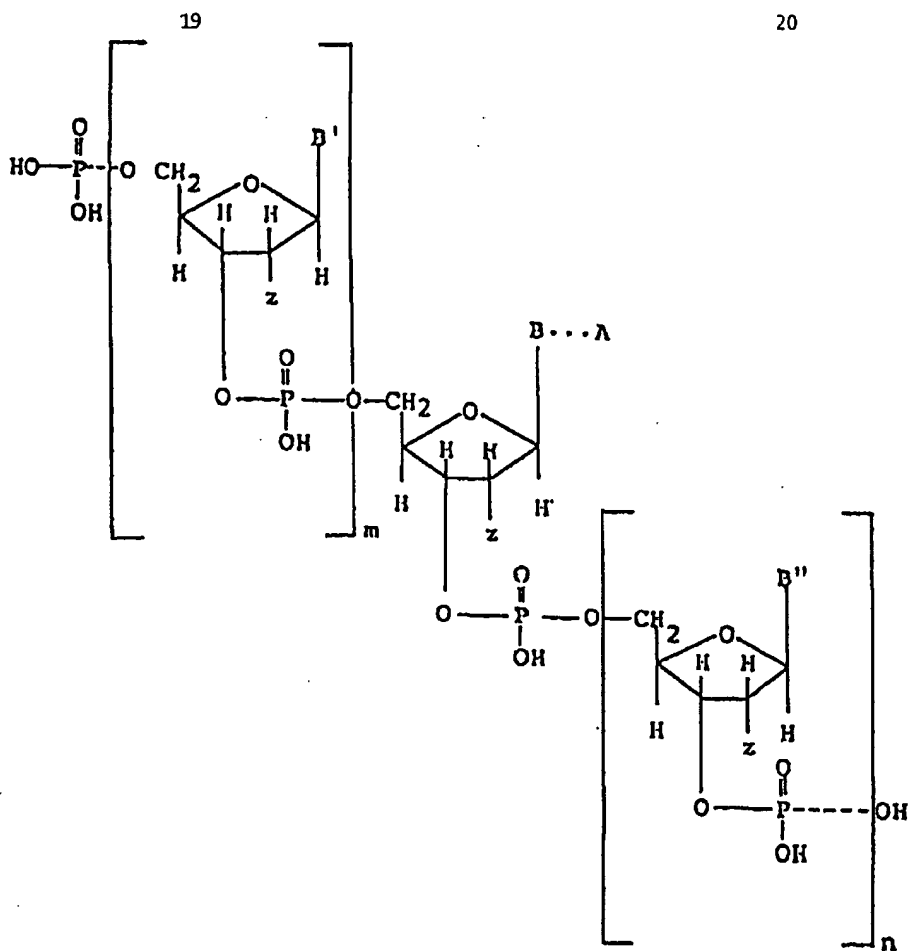 19 20
O
HO P O CH2 O B'
OH H H
H z H
O
O P O CH2 O B···A
OH H H
m H z H
O
O P O CH2 O B"
OH H H
H z H
O
O P OH
OH
n